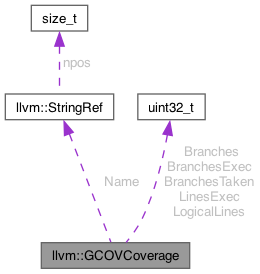 size_t
npos
llvm::StringRef
uint32_t
Name
Branches
BranchesExec
BranchesTaken
LinesExec
LogicalLines
llvm::GCOVCoverage